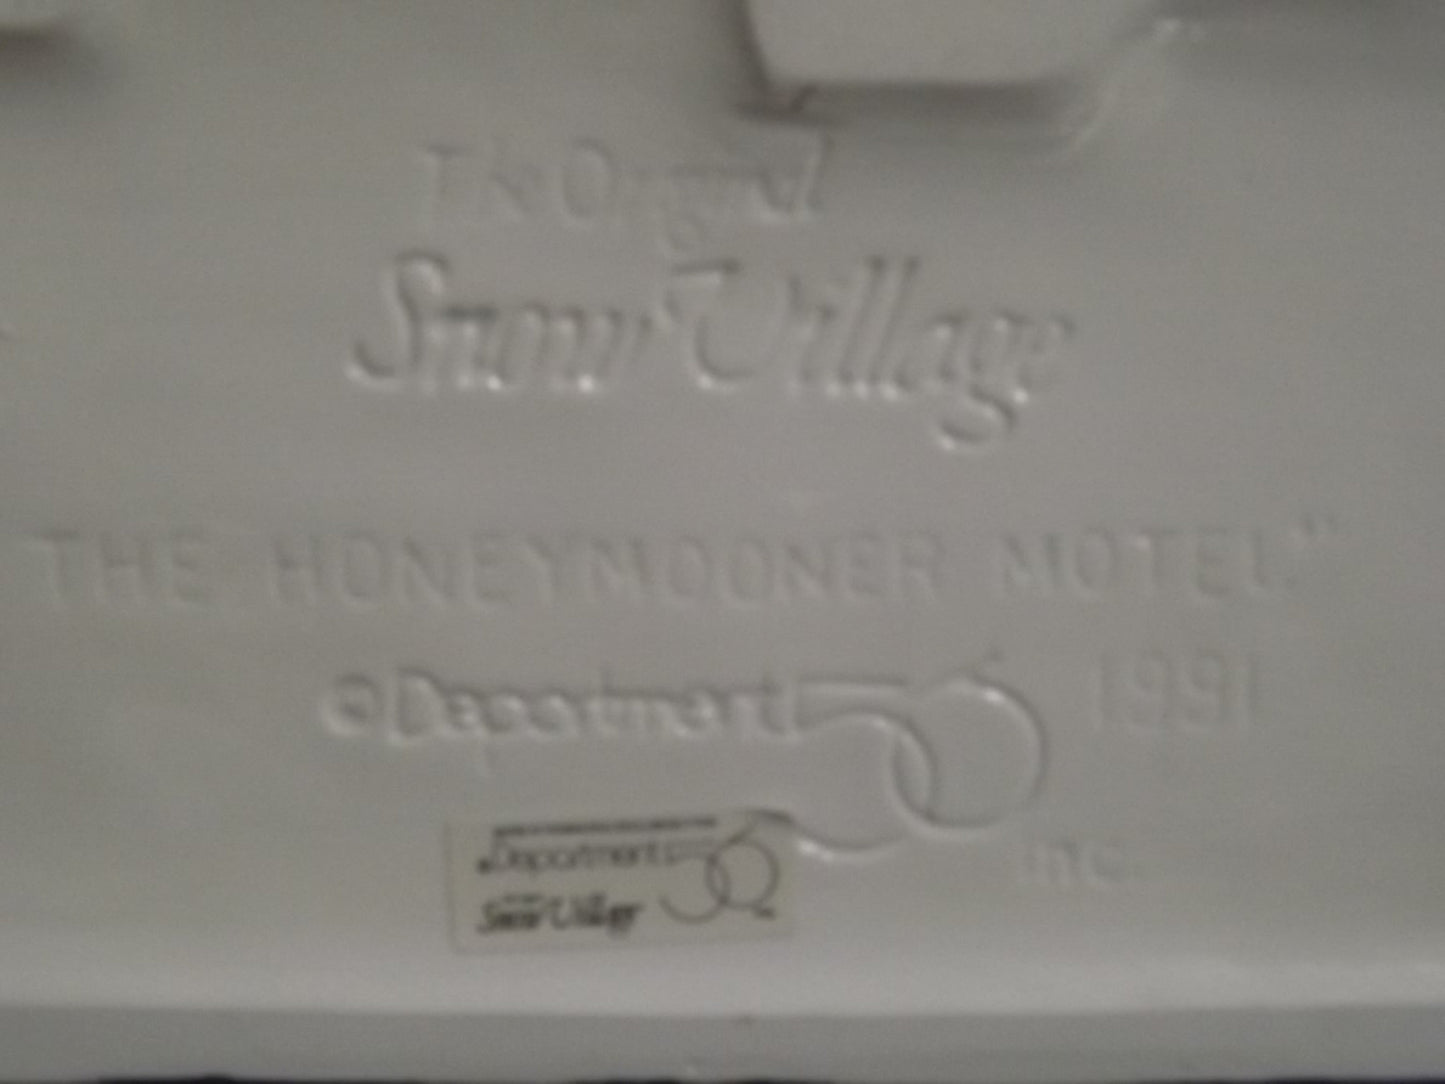 The Original
Snow Village
THE HONEYMOONER MOTEL"
© Department 56 1991
Inc.
Department 56
Snow Village